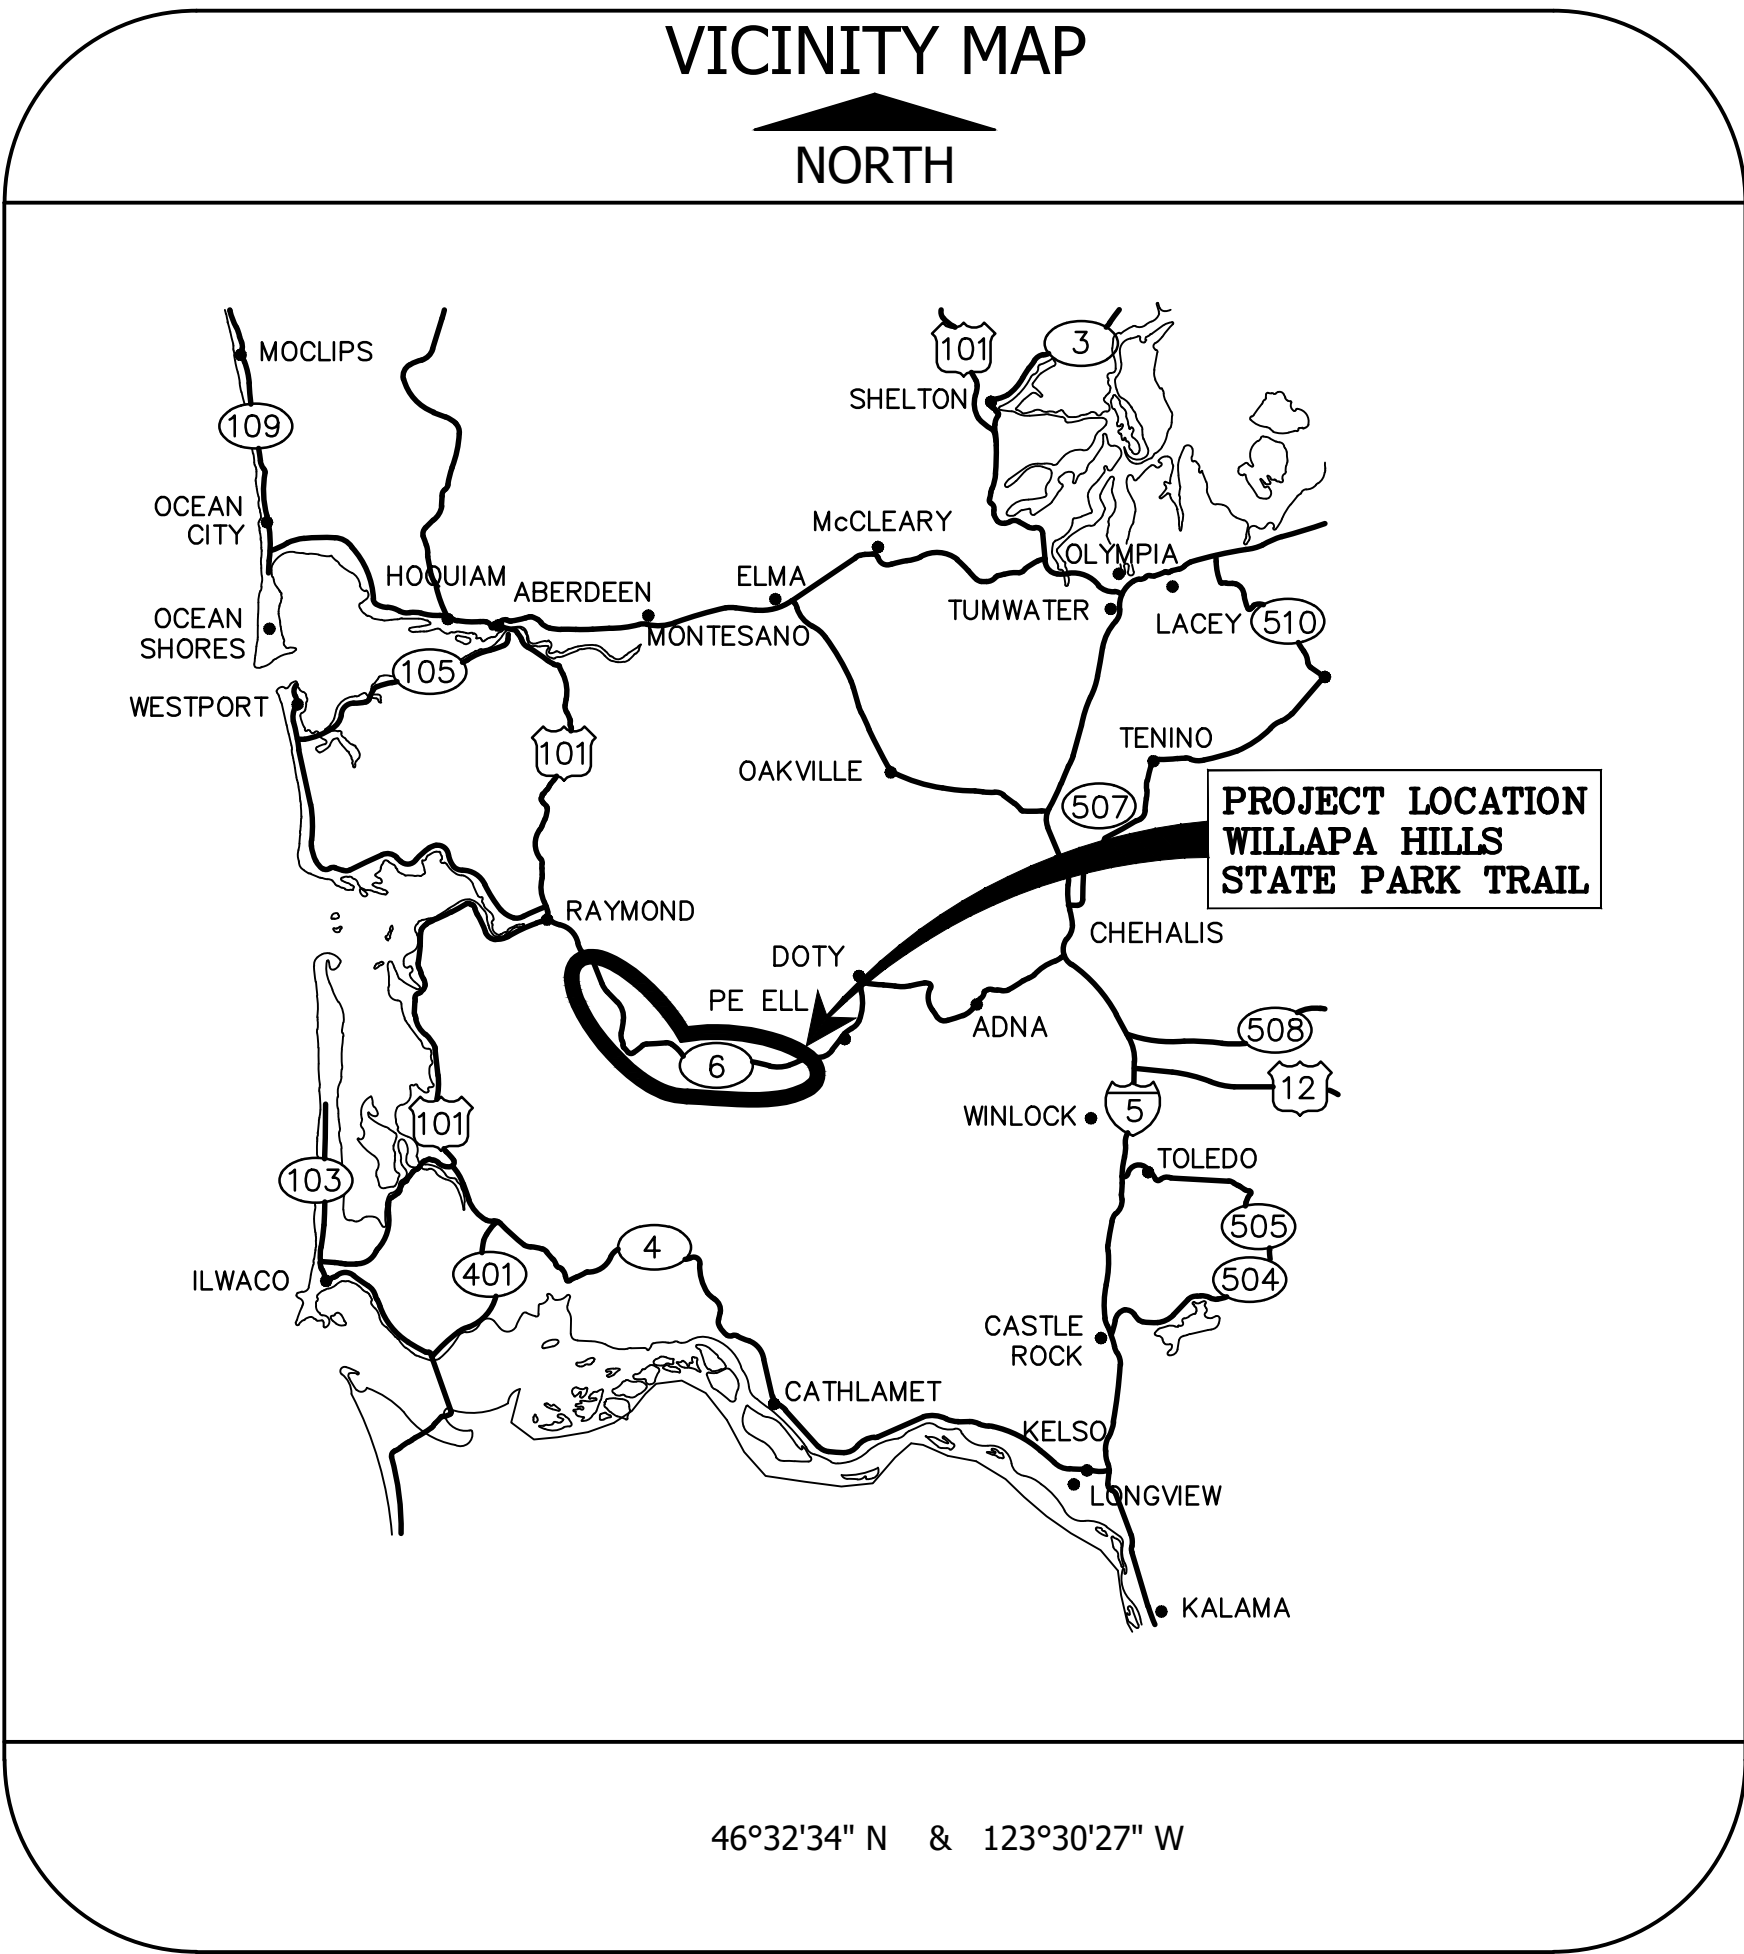 VICINITY MAP
NORTH
MOCLIPS
101
3
SHELTON
109
OCEAN
CITY
McCLEARY
OLYMPIA
HOQUIAM
ABERDEEN
ELMA
TUMWATER
LACEY
510
OCEAN
SHORES
MONTESANO
105
WESTPORT
101
TENINO
OAKVILLE
507
PROJECT LOCATION
WILLAPA HILLS
STATE PARK TRAIL
RAYMOND
CHEHALIS
DOTY
PE ELL
ADNA
508
6
12
101
WINLOCK
5
TOLEDO
103
505
4
401
504
ILWACO
CASTLE
ROCK
CATHLAMET
KELSO
LONGVIEW
KALAMA
46°32'34" N & 123°30'27" W